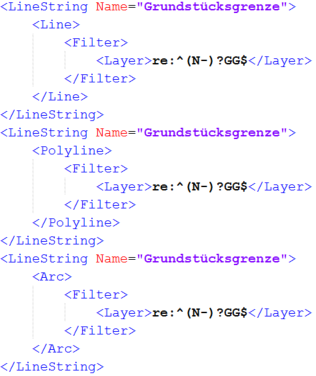 <LineString Name="Grundstücksgrenze">
    <Line>
        <Filter>
            <Layer>re:^(N-)?GG$</Layer>
        </Filter>
    </Line>
</LineString>
<LineString Name="Grundstücksgrenze">
    <Polyline>
        <Filter>
            <Layer>re:^(N-)?GG$</Layer>
        </Filter>
    </Polyline>
</LineString>
<LineString Name="Grundstücksgrenze">
    <Arc>
        <Filter>
            <Layer>re:^(N-)?GG$</Layer>
        </Filter>
    </Arc>
</LineString>